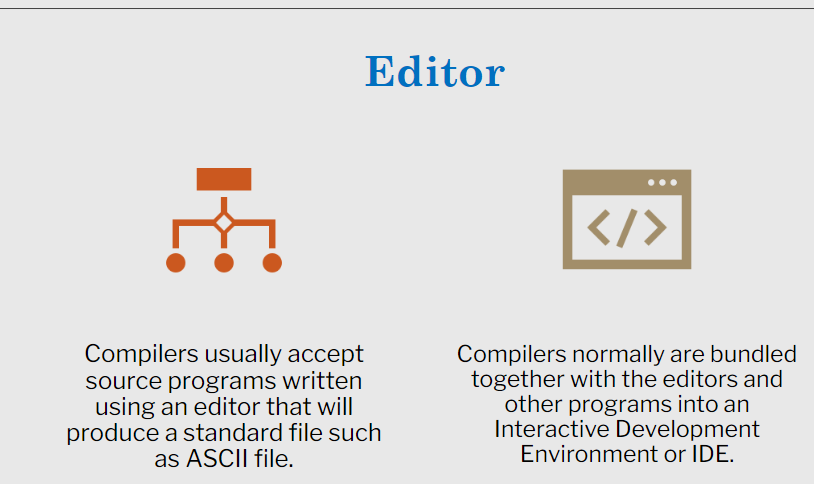 Editor
Compilers usually accept
source programs written
using an editor that will
produce a standard file such
as ASCII file.
Compilers normally are bundled
together with the editors and
other programs into an
Interactive Development
Environment or IDE.